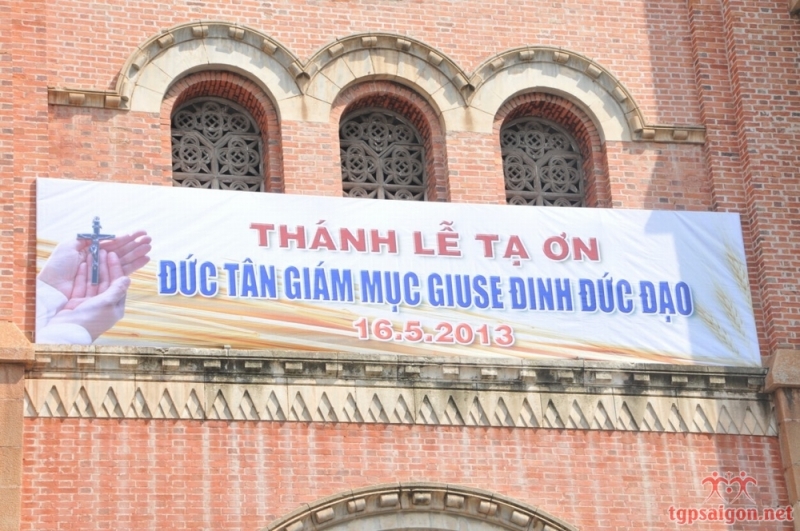 THÁNH LỄ TẠ ƠN
ĐỨC TÂN GIÁM MỤC GIUSE ĐINH ĐỨC ĐẠO
16.5.2013
tgpsaigon.net